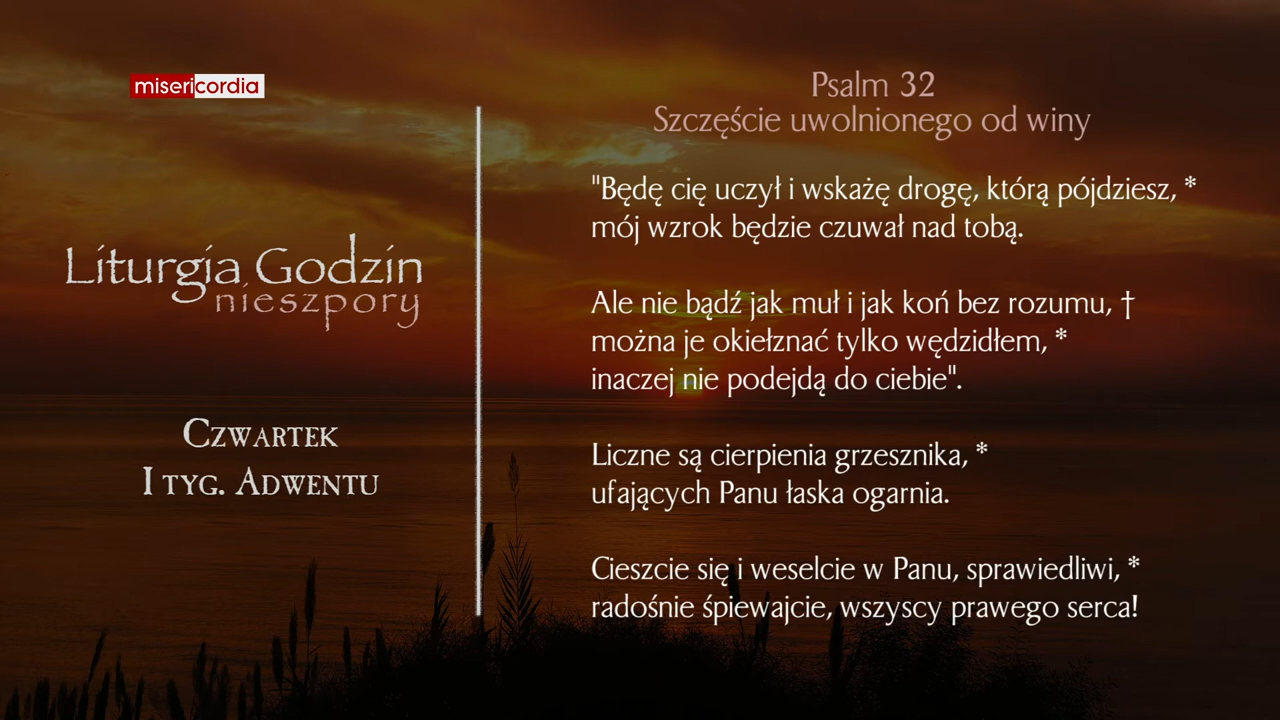 misericordia
Liturgia Godzin
nieszpory
Czwartek
I tyg. Adwentu
Psalm 32
Szczęście uwolnionego od winy
"Będę cię uczył i wskażę drogę, którą pójdziesz, *
mój wzrok będzie czuwał nad tobą.
Ale nie bądź jak muł i jak koń bez rozumu, †
można je okiełznać tylko wędzidłem, *
inaczej nie podejdą do ciebie".
Liczne są cierpienia grzesznika, *
ufających Panu łaska ogarnia.
Cieszcie się i weselcie w Panu, sprawiedliwi, *
radośnie śpiewajcie, wszyscy prawego serca!